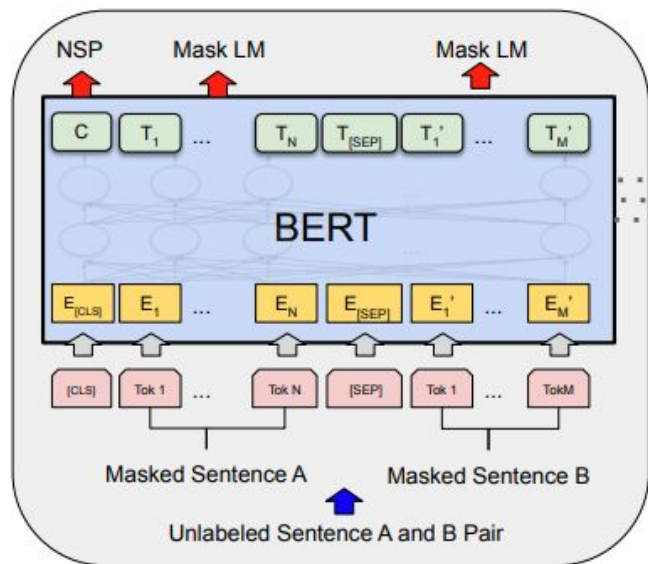 NSP Mask LM Mask LM
C T1 ... TN T[SEP] T1' ... TM'
BERT
E[CLS] E1 ... EN E[SEP] E1' ... EM'
[CLS] Tok 1 ... Tok N [SEP] Tok 1 ... TokM
Masked Sentence A Masked Sentence B
Unlabeled Sentence A and B Pair